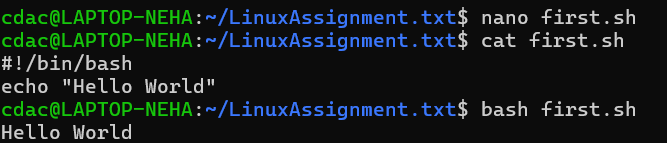 cdac@LAPTOP-NEHA:~/LinuxAssignment.txt$ nano first.sh
cdac@LAPTOP-NEHA:~/LinuxAssignment.txt$ cat first.sh
#!/bin/bash
echo "Hello World"
cdac@LAPTOP-NEHA:~/LinuxAssignment.txt$ bash first.sh
Hello World